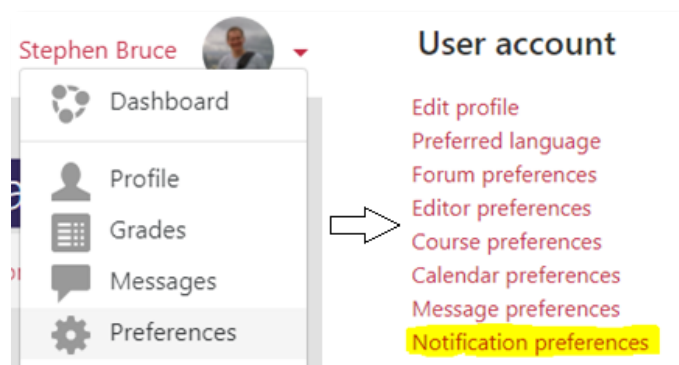 Stephen Bruce
Dashboard
Profile
Grades
Messages
Preferences
User account
Edit profile
Preferred language
Forum preferences
Editor preferences
Course preferences
Calendar preferences
Message preferences
Notification preferences